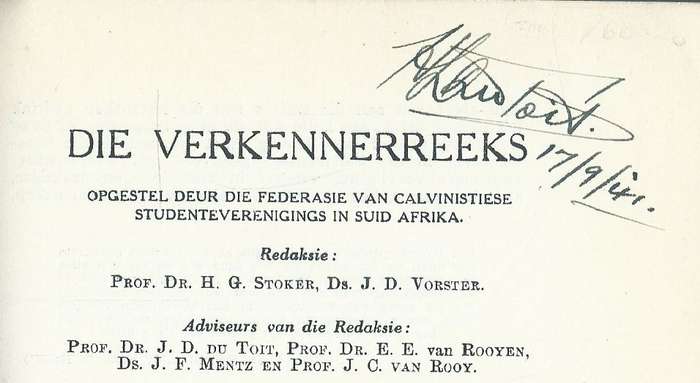 du Toit.
17/9/41.
DIE VERKENNERREEKS
OPGESTEL DEUR DIE FEDERASIE VAN CALVINISTIESE
STUDENTEVERENIGINGS IN SUID AFRIKA.
Redaksie:
PROF. DR. H. G. STOKER, DS. J. D. VORSTER.
Adviseurs van die Redaksie:
PROF. DR. J. D. DU TOIT, PROF. DR. E. E. van ROOYEN,
DS. J. F. MENTZ EN PROF. J. C. VAN ROOY.